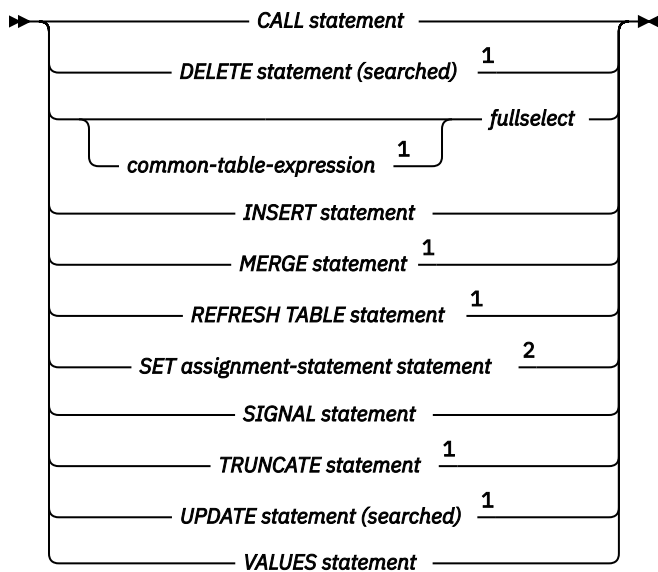 CALL statement
DELETE statement (searched) 1
fullselect
common-table-expression 1
INSERT statement
MERGE statement 1
REFRESH TABLE statement 1
SET assignment-statement statement 2
SIGNAL statement
TRUNCATE statement 1
UPDATE statement (searched) 1
VALUES statement